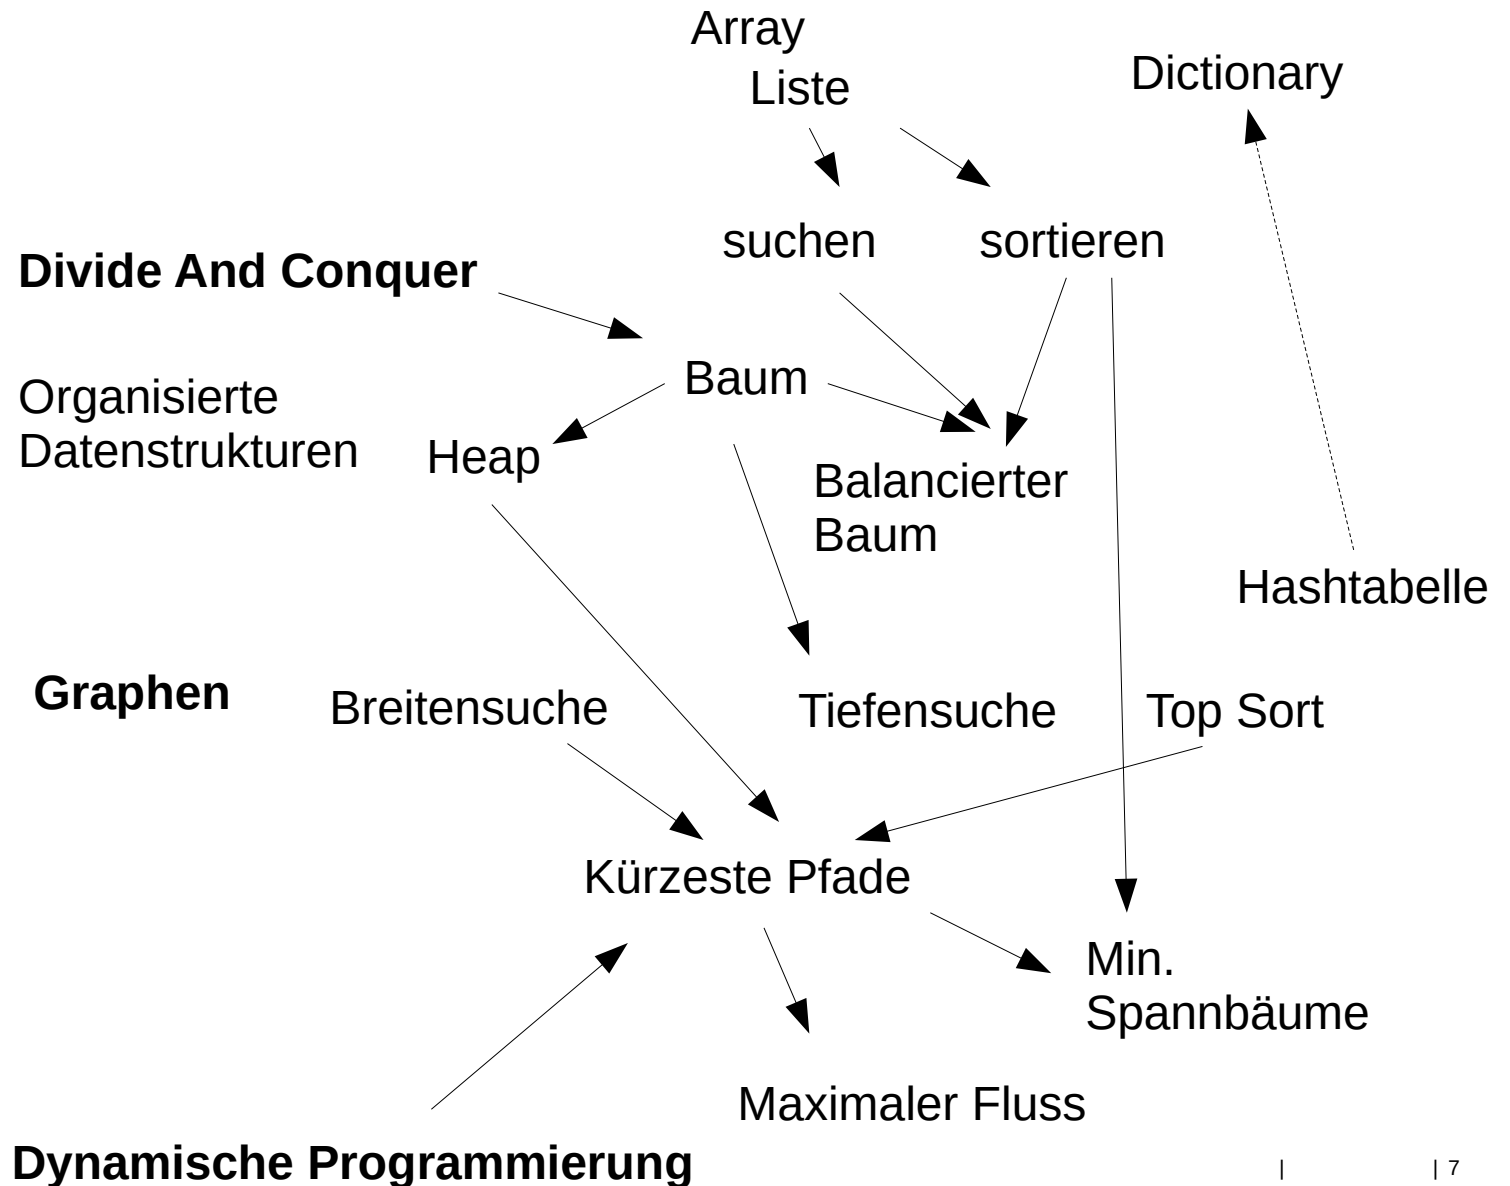 Array
Liste
Dictionary
suchen
sortieren
Divide And Conquer
Baum
Organisierte
Datenstrukturen
Heap
Balancierter
Baum
Hashtabelle
Graphen
Breitensuche
Tiefensuche
Top Sort
Kürzeste Pfade
Min.
Spannbäume
Maximaler Fluss
Dynamische Programmierung
| | 7